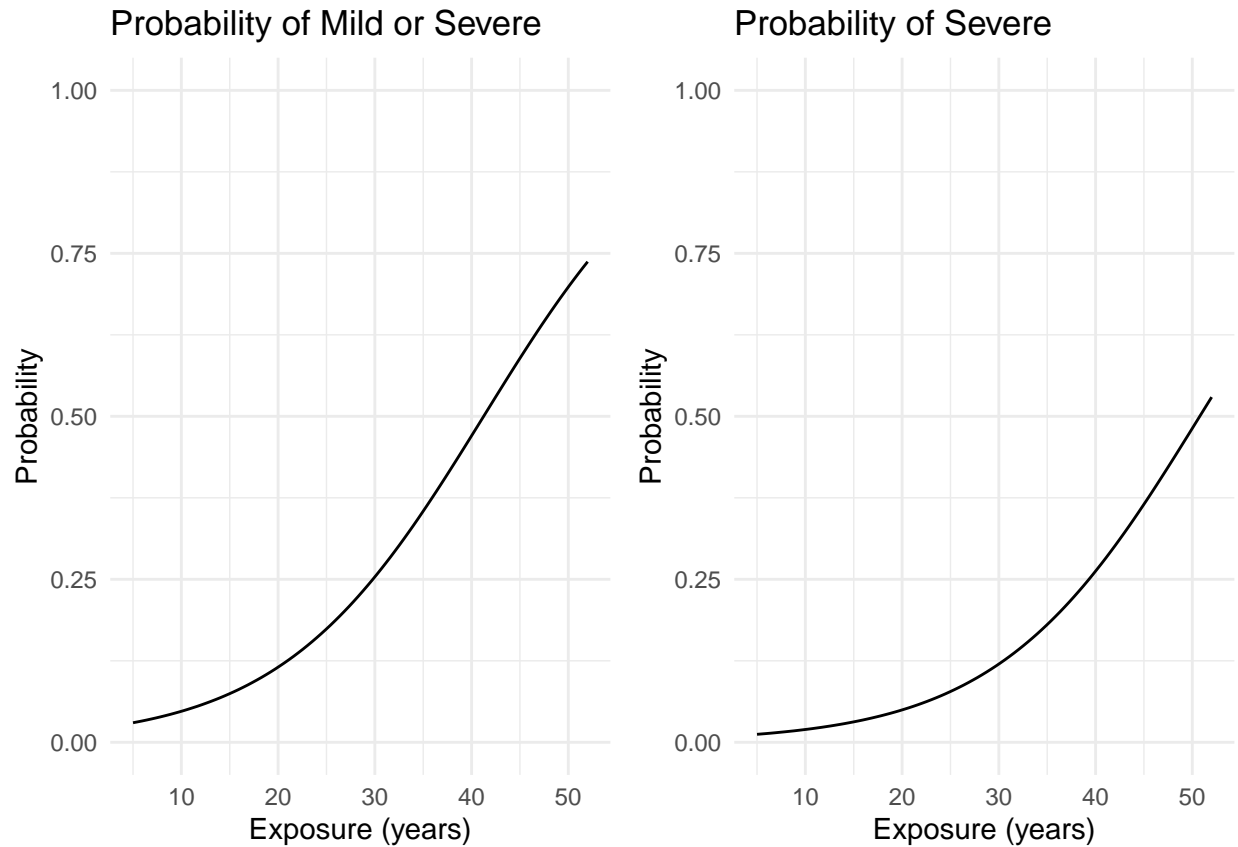 Probability of Mild or Severe
1.00
0.75
0.50
0.25
0.00
Probability
10 20 30 40 50
Exposure (years)
Probability of Severe
1.00
0.75
0.50
0.25
0.00
Probability
10 20 30 40 50
Exposure (years)